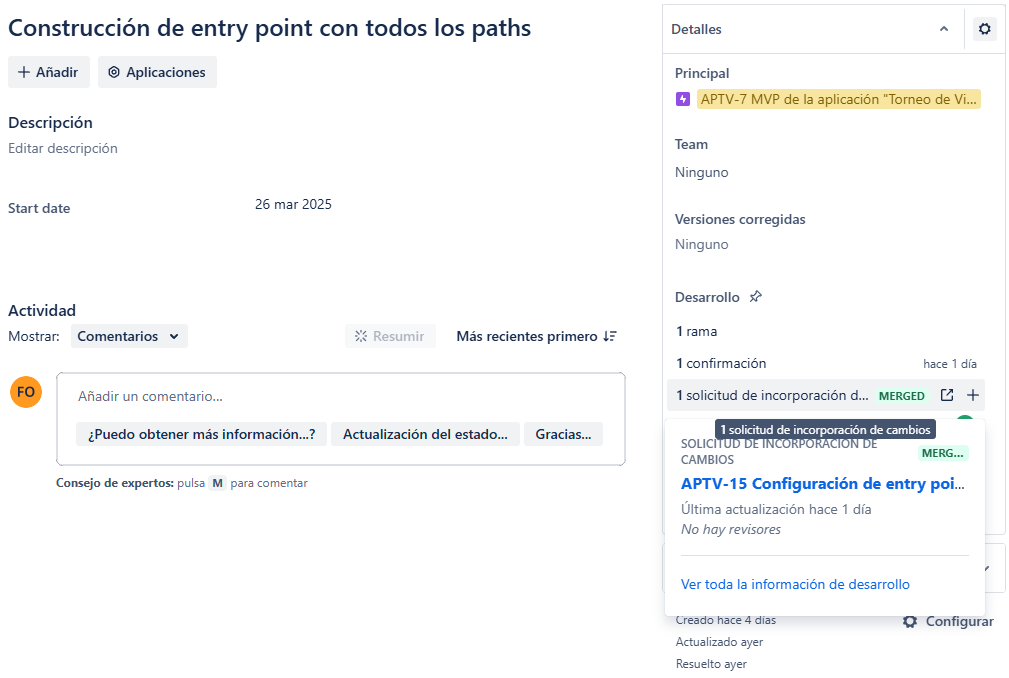 Construcción de entry point con todos los paths
Añadir
Aplicaciones
Descripción
Editar descripción
Start date
26 mar 2025
Actividad
Mostrar:
Comentarios
Resumir
Más recientes primero
FO
Añadir un comentario...
¿Puedo obtener más información...?
Actualización del estado...
Gracias...
Consejo de expertos: pulsa M para comentar
Detalles
Principal
APTV-7 MVP de la aplicación "Torneo de Vi...
Team
Ninguno
Versiones corregidas
Ninguno
Desarrollo
1 rama
1 confirmación
hace 1 día
1 solicitud de incorporación d...
MERGED
1 solicitud de incorporación de cambios
SOLICITUD DE INCORPORACIÓN DE CAMBIOS
MERG...
APTV-15 Configuración de entry poi...
Última actualización hace 1 día
No hay revisores
Ver toda la información de desarrollo
Creado hace 4 días
Configurar
Actualizado ayer
Resuelto ayer